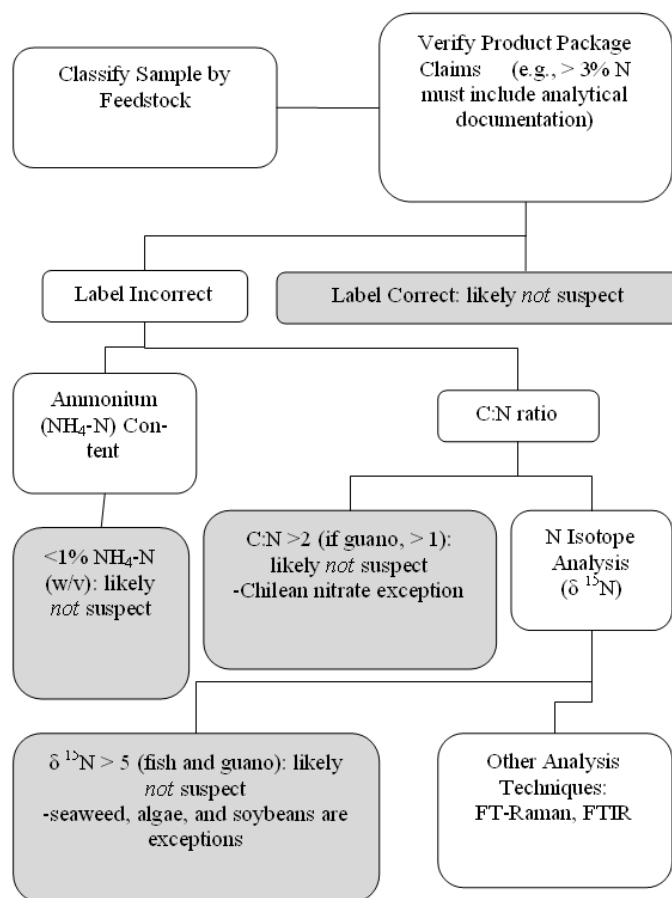 Classify Sample by
Feedstock
Verify Product Package
Claims (e.g., > 3% N
must include analytical
documentation)
Label Incorrect
Label Correct: likely not suspect
Ammonium
(NH₄-N) Con-
tent
C:N ratio
<1% NH₄-N
(w/v): likely
not suspect
C:N >2 (if guano, > 1):
likely not suspect
-Chilean nitrate exception
N Isotope
Analysis
(δ ¹⁵N)
δ ¹⁵N > 5 (fish and guano): likely
not suspect
-seaweed, algae, and soybeans are
exceptions
Other Analysis
Techniques:
FT-Raman, FTIR